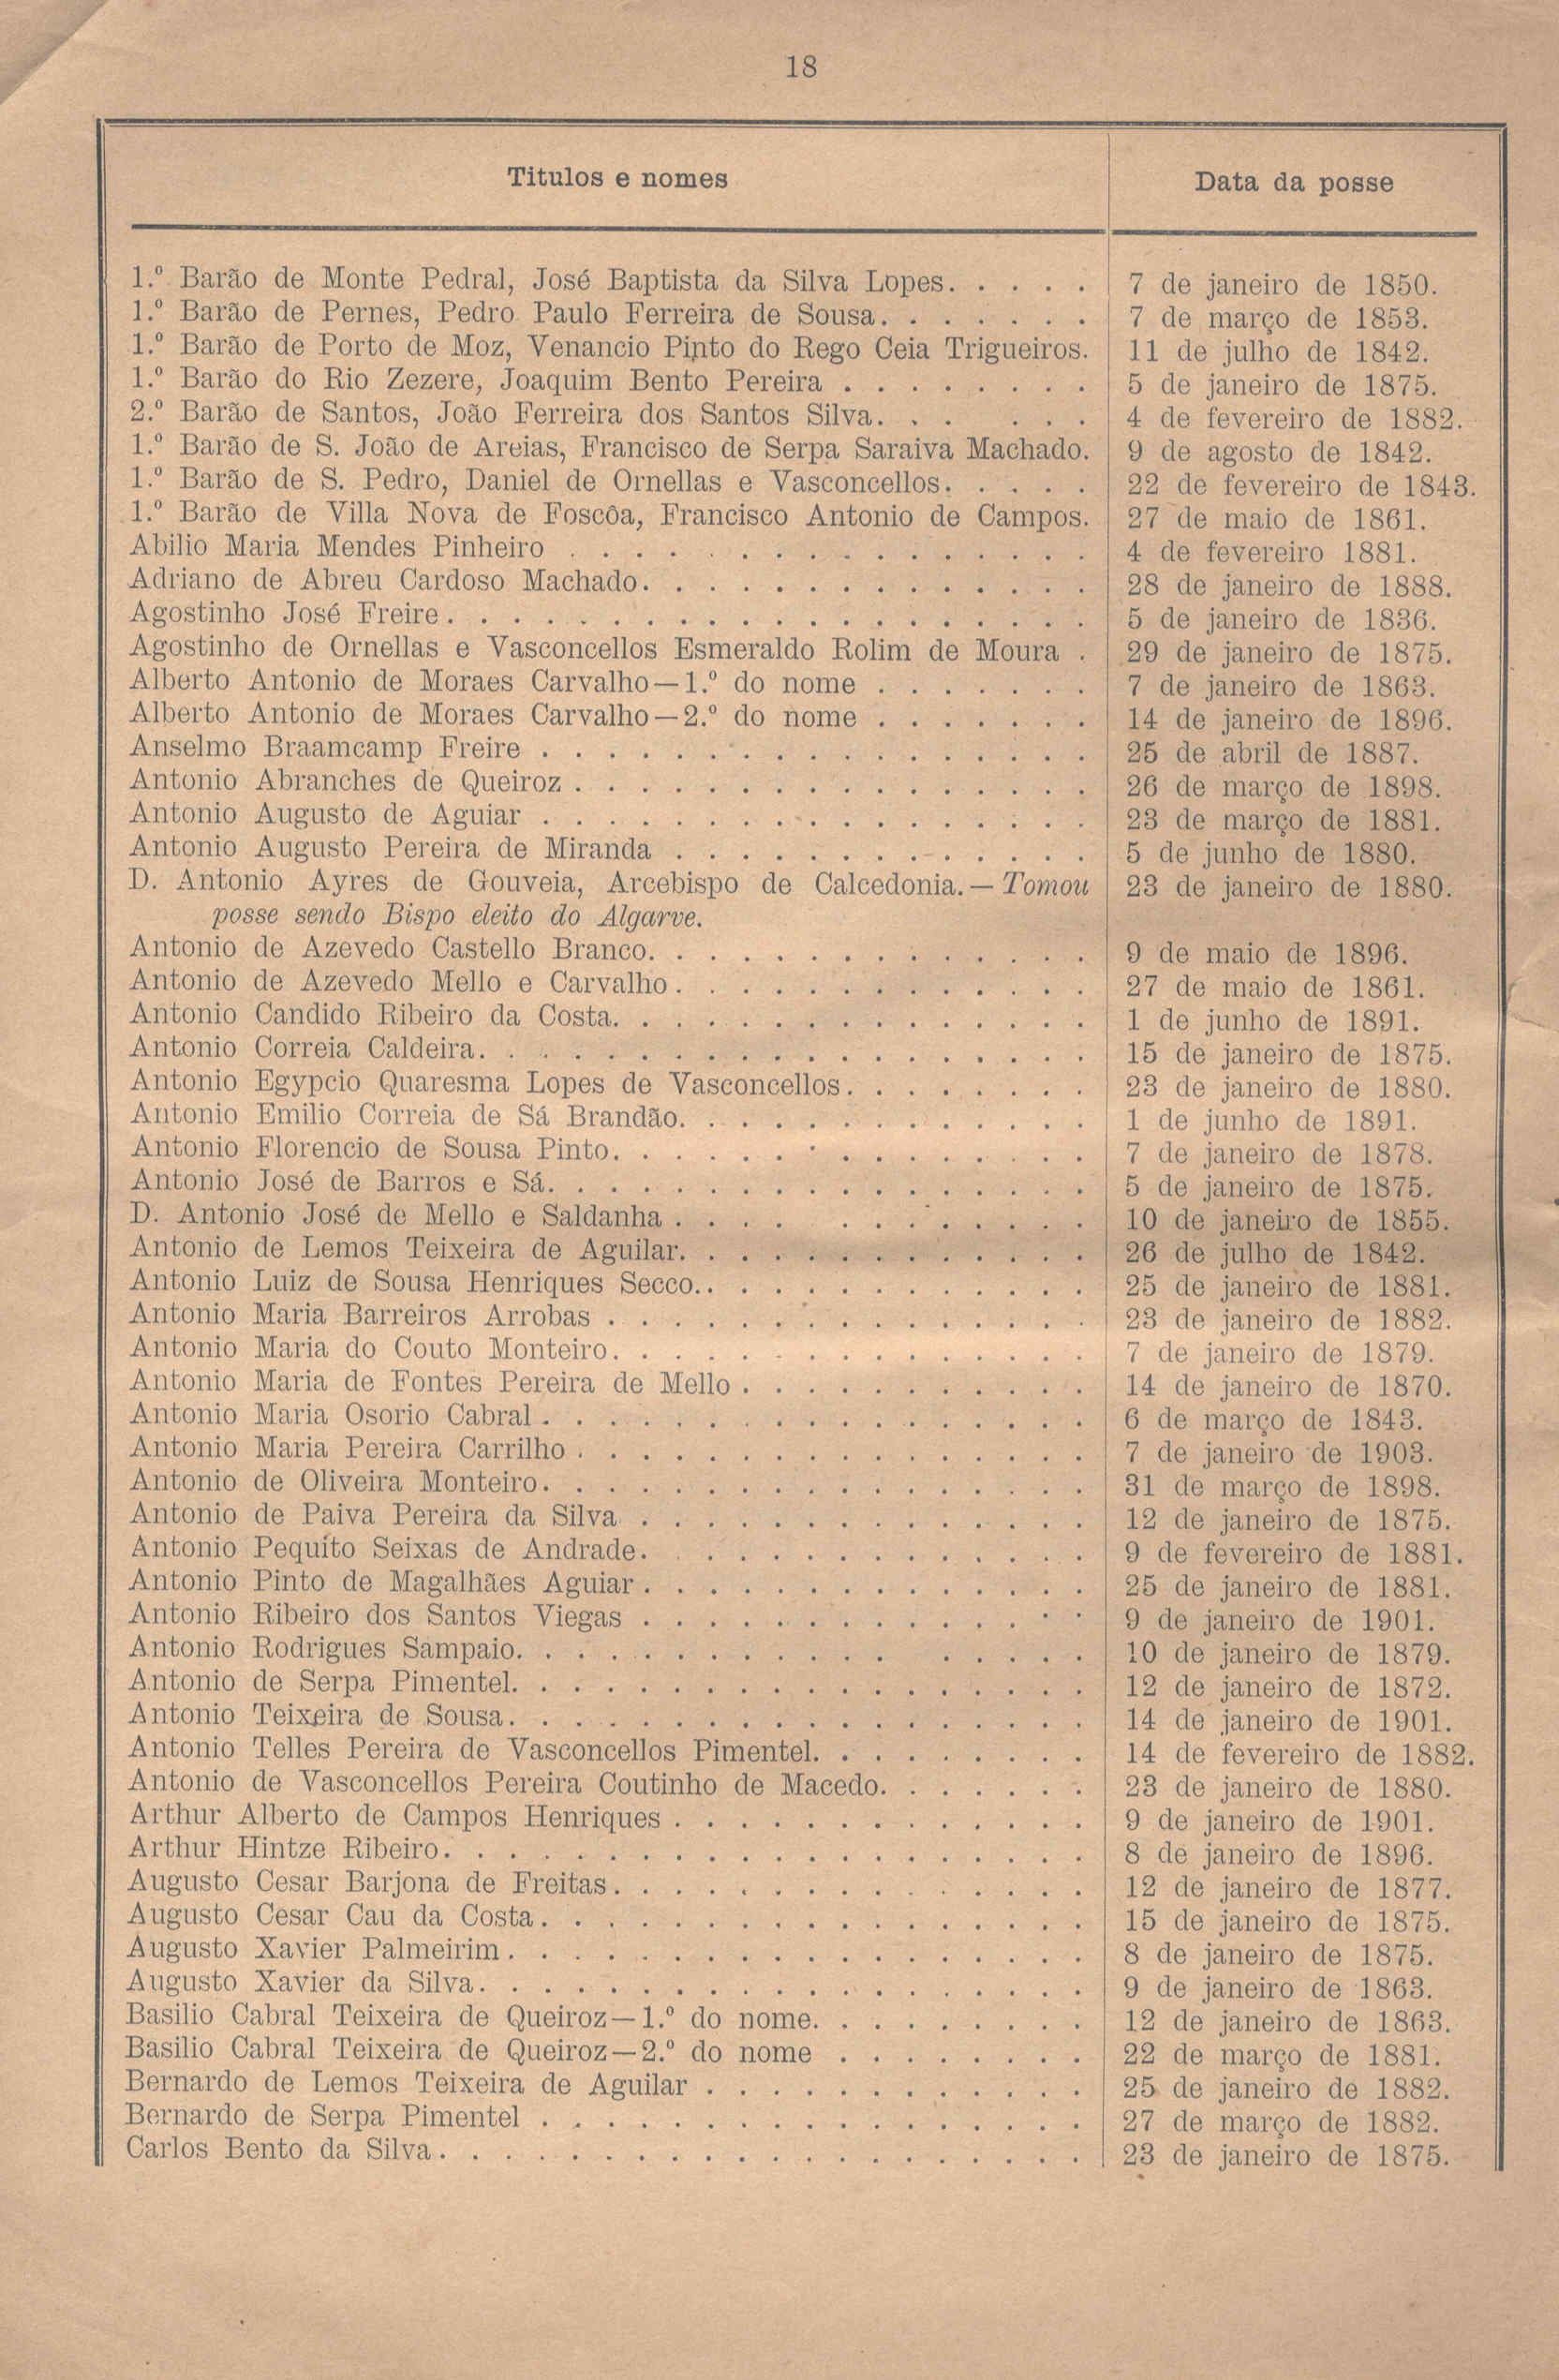 18
Titulos e nomes Data da posse
1.º Barão de Monte Pedral, José Baptista da Silva Lopes. . . . . 7 de janeiro de 1850.
1.º Barão de Pernes, Pedro Paulo Ferreira de Sousa. . . . . . . 7 de março de 1853.
1.º Barão de Porto de Moz, Venancio Pinto do Rego Ceia Trigueiros. 11 de julho de 1842.
1.º Barão do Rio Zezere, Joaquim Bento Pereira . . . . . . . . 5 de janeiro de 1875.
2.º Barão de Santos, João Ferreira dos Santos Silva. . . . . . 4 de fevereiro de 1882.
1.º Barão de S. João de Areias, Francisco de Serpa Saraiva Machado. 9 de agosto de 1842.
1.º Barão de S. Pedro, Daniel de Ornellas e Vasconcellos. . . . . 22 de fevereiro de 1843.
1.º Barão de Villa Nova de Foscôa, Francisco Antonio de Campos. 27 de maio de 1861.
Abilio Maria Mendes Pinheiro . . . . . . . . . . . . . . . . 4 de fevereiro 1881.
Adriano de Abreu Cardoso Machado. . . . . . . . . . . . . . 28 de janeiro de 1888.
Agostinho José Freire. . . . . . . . . . . . . . . . . . . . 5 de janeiro de 1836.
Agostinho de Ornellas e Vasconcellos Esmeraldo Rolim de Moura . 29 de janeiro de 1875.
Alberto Antonio de Moraes Carvalho—1.º do nome . . . . . . . 7 de janeiro de 1863.
Alberto Antonio de Moraes Carvalho—2.º do nome . . . . . . . 14 de janeiro de 1896.
Anselmo Braamcamp Freire . . . . . . . . . . . . . . . . . 25 de abril de 1887.
Antonio Abranches de Queiroz . . . . . . . . . . . . . . . . 26 de março de 1898.
Antonio Augusto de Aguiar . . . . . . . . . . . . . . . . . 23 de março de 1881.
Antonio Augusto Pereira de Miranda . . . . . . . . . . . . . 5 de junho de 1880.
D. Antonio Ayres de Gouveia, Arcebispo de Calcedonia.—Tomou 23 de janeiro de 1880.
posse sendo Bispo eleito do Algarve.
Antonio de Azevedo Castello Branco. . . . . . . . . . . . . . 9 de maio de 1896.
Antonio de Azevedo Mello e Carvalho . . . . . . . . . . . . . 27 de maio de 1861.
Antonio Candido Ribeiro da Costa. . . . . . . . . . . . . . . 1 de junho de 1891.
Antonio Correia Caldeira. . . . . . . . . . . . . . . . . . . 15 de janeiro de 1875.
Antonio Egypcio Quaresma Lopes de Vasconcellos. . . . . . . . 23 de janeiro de 1880.
Antonio Emilio Correia de Sá Brandão. . . . . . . . . . . . . 1 de junho de 1891.
Antonio Florencio de Sousa Pinto. . . . . . . . . . . . . . . 7 de janeiro de 1878.
Antonio José de Barros e Sá. . . . . . . . . . . . . . . . . 5 de janeiro de 1875.
D. Antonio José de Mello e Saldanha . . . . . . . . . . . . 10 de janeiro de 1855.
Antonio de Lemos Teixeira de Aguilar. . . . . . . . . . . . . 26 de julho de 1842.
Antonio Luiz de Sousa Henriques Secco. . . . . . . . . . . . . 25 de janeiro de 1881.
Antonio Maria Barreiros Arrobas . . . . . . . . . . . . . . . 23 de janeiro de 1882.
Antonio Maria do Couto Monteiro. . . . . . . . . . . . . . . 7 de janeiro de 1879.
Antonio Maria de Fontes Pereira de Mello . . . . . . . . . . . 14 de janeiro de 1870.
Antonio Maria Osorio Cabral . . . . . . . . . . . . . . . . . 6 de março de 1843.
Antonio Maria Pereira Carrilho . . . . . . . . . . . . . . . . 7 de janeiro de 1903.
Antonio de Oliveira Monteiro. . . . . . . . . . . . . . . . . 31 de março de 1898.
Antonio de Paiva Pereira da Silva . . . . . . . . . . . . . . 12 de janeiro de 1875.
Antonio Pequito Seixas de Andrade. . . . . . . . . . . . . . 9 de fevereiro de 1881.
Antonio Pinto de Magalhães Aguiar . . . . . . . . . . . . . . 25 de janeiro de 1881.
Antonio Ribeiro dos Santos Viegas . . . . . . . . . . . . . . 9 de janeiro de 1901.
Antonio Rodrigues Sampaio. . . . . . . . . . . . . . . . . 10 de janeiro de 1879.
Antonio de Serpa Pimentel. . . . . . . . . . . . . . . . . . 12 de janeiro de 1872.
Antonio Teixeira de Sousa. . . . . . . . . . . . . . . . . . 14 de janeiro de 1901.
Antonio Telles Pereira de Vasconcellos Pimentel. . . . . . . . . 14 de fevereiro de 1882.
Antonio de Vasconcellos Pereira Coutinho de Macedo. . . . . . . 23 de janeiro de 1880.
Arthur Alberto de Campos Henriques . . . . . . . . . . . . . 9 de janeiro de 1901.
Arthur Hintze Ribeiro. . . . . . . . . . . . . . . . . . . . 8 de janeiro de 1896.
Augusto Cesar Barjona de Freitas. . . . . . . . . . . . . . . 12 de janeiro de 1877.
Augusto Cesar Cau da Costa. . . . . . . . . . . . . . . . . 15 de janeiro de 1875.
Augusto Xavier Palmeirim . . . . . . . . . . . . . . . . . . 8 de janeiro de 1875.
Augusto Xavier da Silva. . . . . . . . . . . . . . . . . . . 9 de janeiro de 1863.
Basilio Cabral Teixeira de Queiroz—1.º do nome. . . . . . . . . 12 de janeiro de 1863.
Basilio Cabral Teixeira de Queiroz—2.º do nome . . . . . . . . 22 de março de 1881.
Bernardo de Lemos Teixeira de Aguilar . . . . . . . . . . . . 25 de janeiro de 1882.
Bernardo de Serpa Pimentel . . . . . . . . . . . . . . . . . 27 de março de 1882.
Carlos Bento da Silva . . . . . . . . . . . . . . . . . . . . 23 de janeiro de 1875.